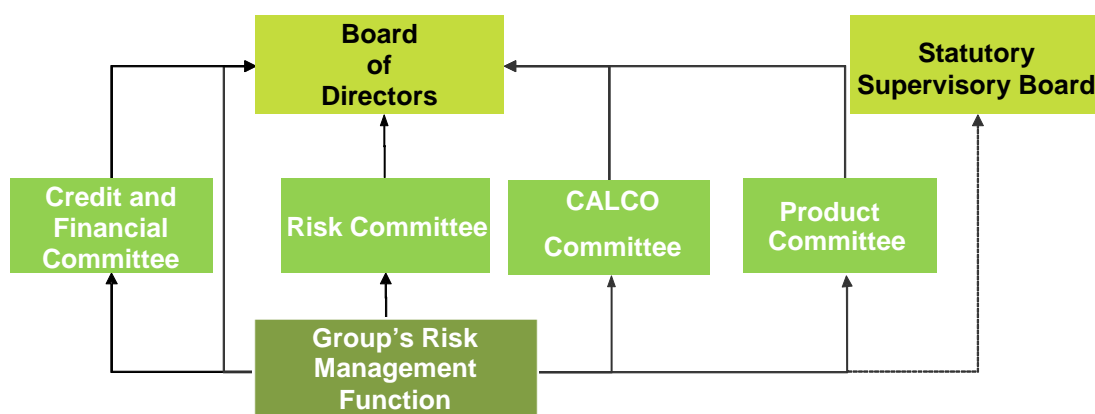 Board
of
Directors
Statutory
Supervisory Board
Credit and
Financial
Committee
Risk Committee
CALCO
Committee
Product
Committee
Group’s Risk
Management
Function